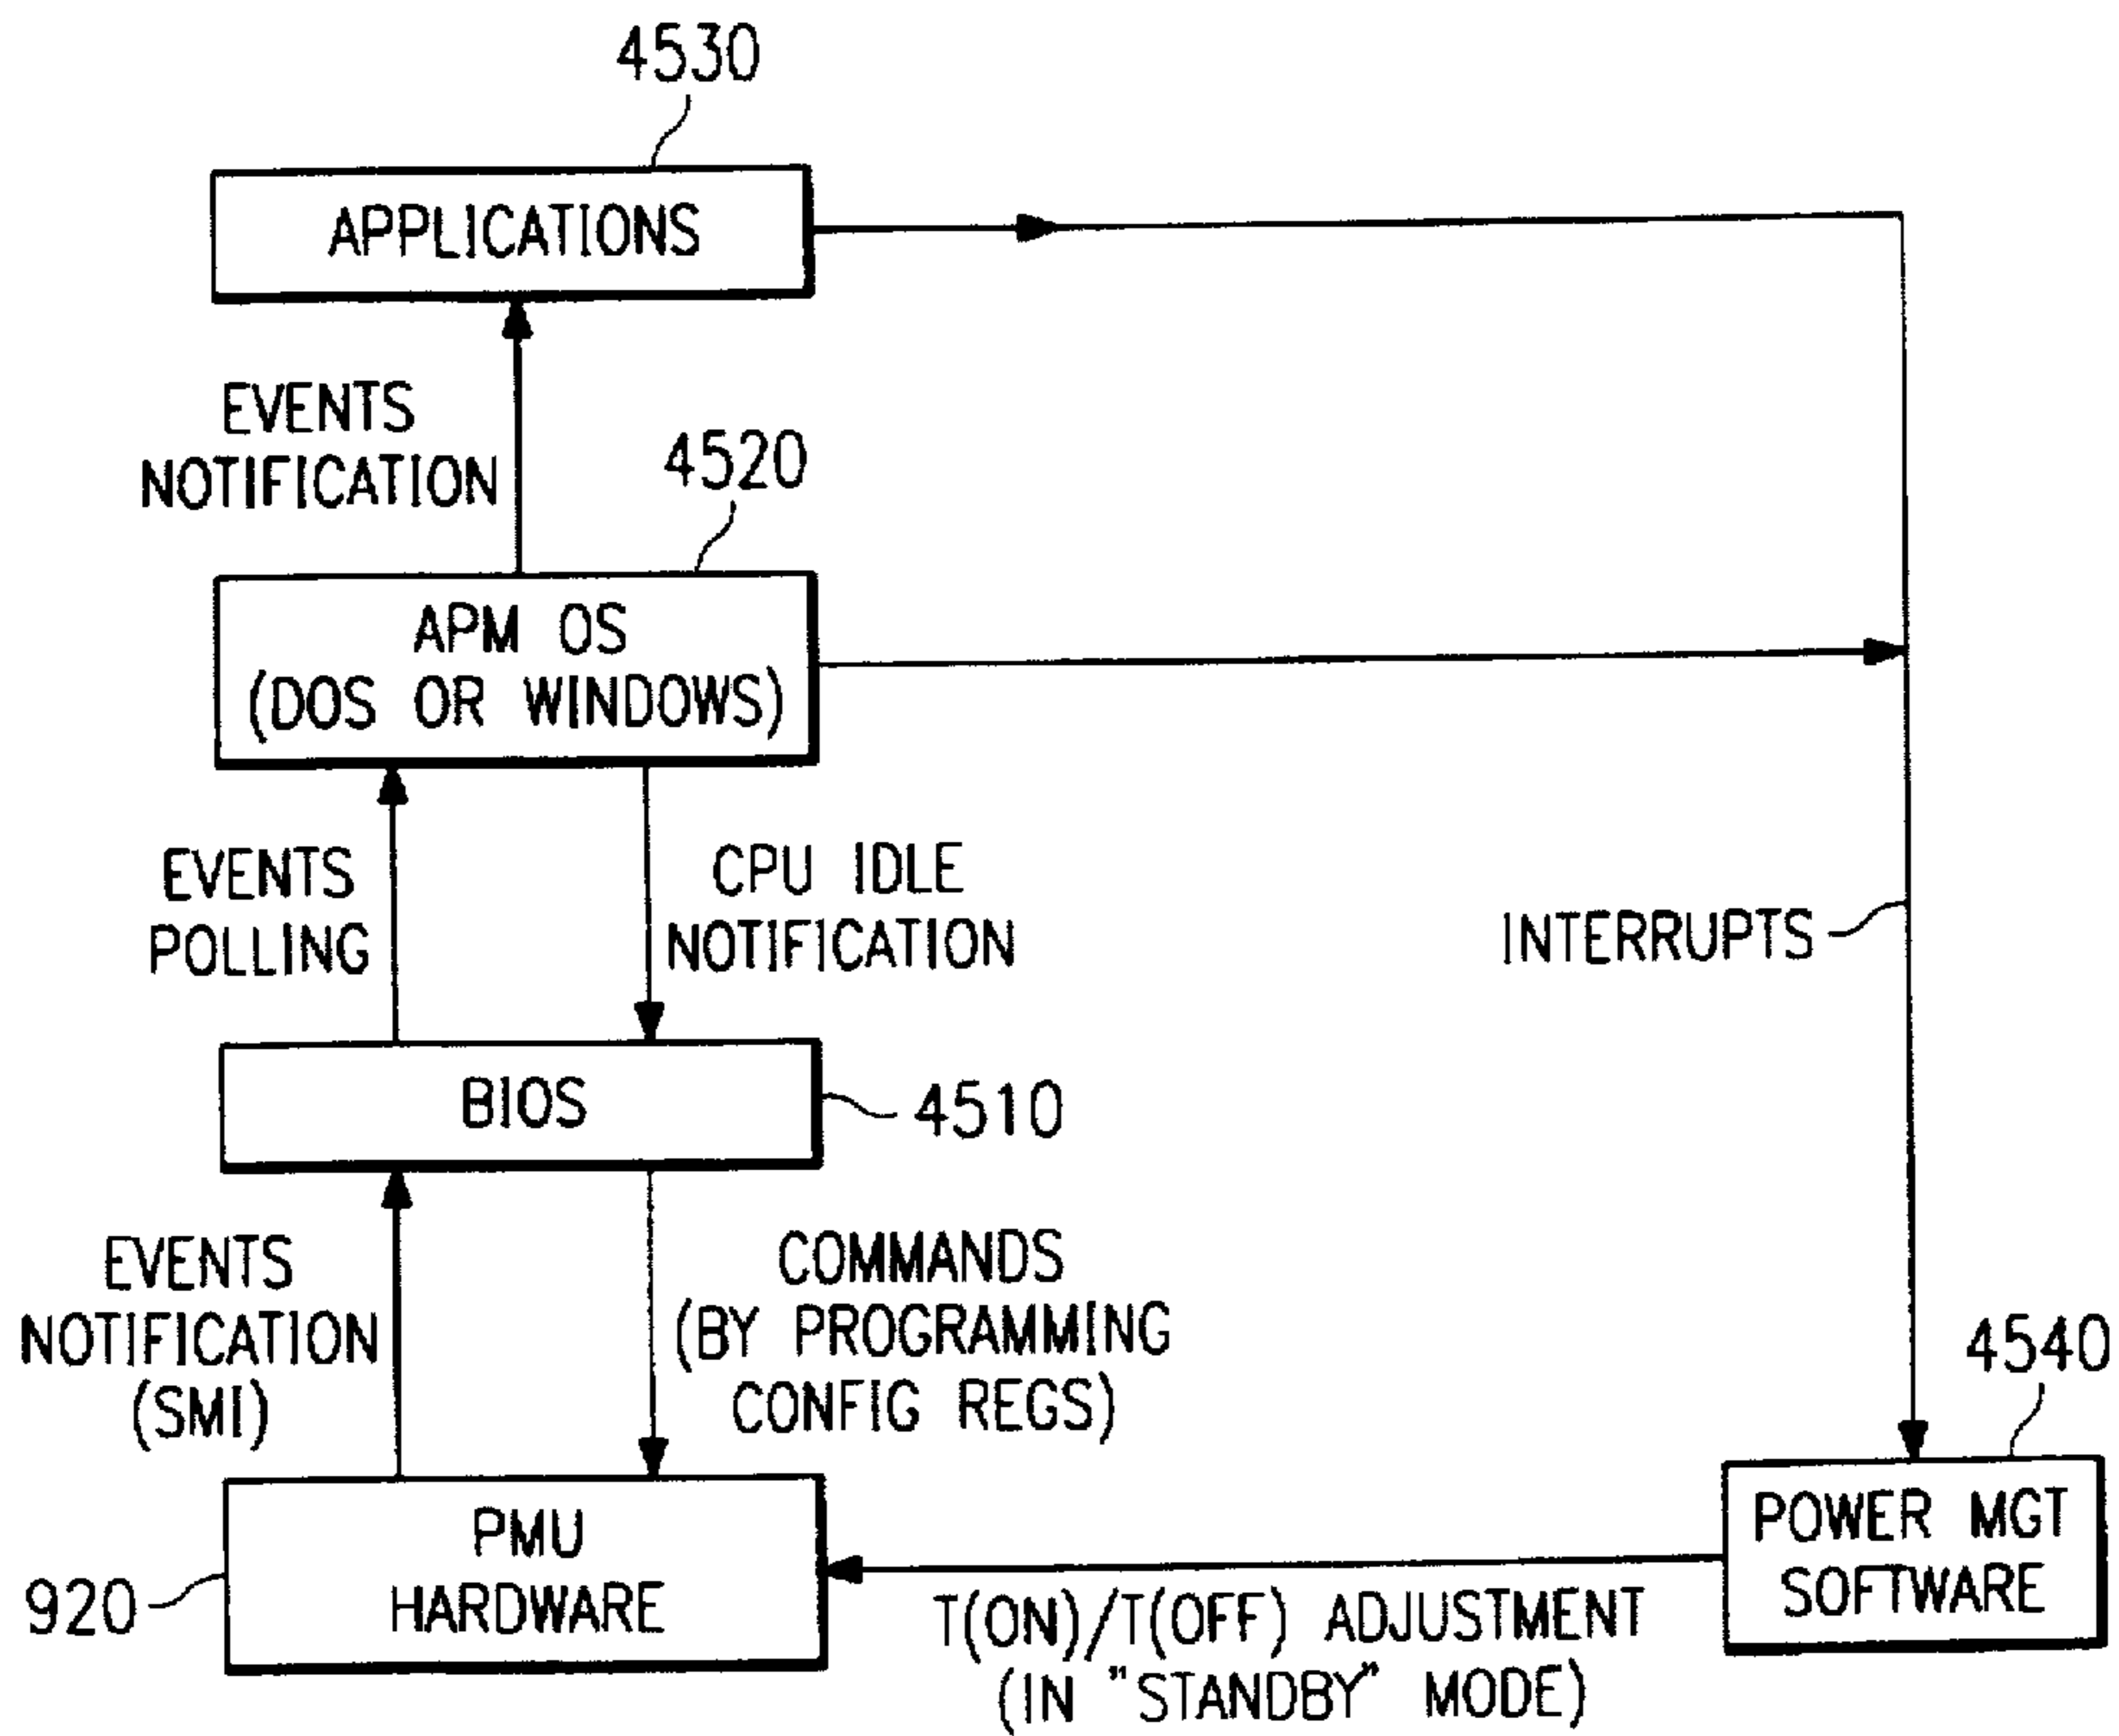 4530
APPLICATIONS
EVENTS
NOTIFICATION
4520
APM OS
(DOS OR WINDOWS)
EVENTS
POLLING
CPU IDLE
NOTIFICATION
INTERRUPTS
BIOS
4510
EVENTS
NOTIFICATION
(SMI)
COMMANDS
(BY PROGRAMMING
CONFIG REGS)
4540
PMU
HARDWARE
920
POWER MGT
SOFTWARE
T(ON)/T(OFF) ADJUSTMENT
(IN "STANDBY" MODE)